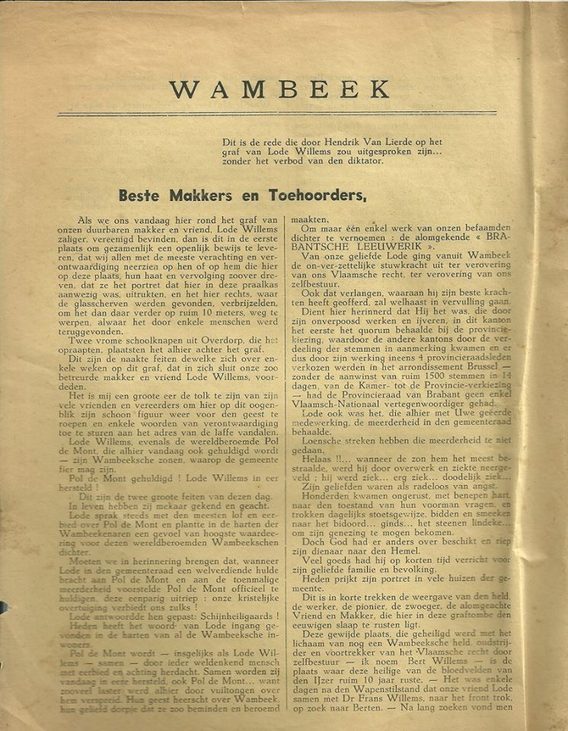 WAMBEEK
Dit is de rede die door Hendrik Van Lierde op het
graf van Lode Willems zou uitgesproken zijn...
zonder het verbod van den diktator.
Beste Makkers en Toehoorders,
Als we ons vandaag hier rond het graf van
onzen duurbaren makker en vriend, Lode Willems
zaliger, vereenigd bevinden, dan is dit in de eerste
plaats om gezamenlijk een openlijk bewijs te leve-
ren, dat wij allen met de meeste verachting en ver-
ontwaardiging neerzien op hen of op hem die hier
op deze plaats, hun haat en vervolging zoover dre-
ven, dat ze het portret dat hier in deze praalkas
aanwezig was, uitrukten, en het hier rechts, waar
de glasscherven werden gevonden, verbrijzelden,
om het dan daar verder op ruim 10 meters, weg te
werpen, alwaar het door enkele menschen werd
teruggevonden.
Twee vrome schoolknapen uit Overdorp, die het
opraapten, plaatsten het alhier achter het graf.
Dit zijn de naakte feiten dewelke zich over en-
kele weken op dit graf, dat in zich sluit onze zoo
betreurde makker en vriend Lode Willems, voor-
deden.
Het is mij een groote eer de tolk te zijn van zijn
vele vrienden en vereerders om hier op dit oogen-
blik zijn schoon figuur weer voor den geest te
roepen en enkele woorden van verontwaardiging
toe te sturen aan het adres van de laffe vandalen.
Lode Willems, evenals de wereldberoemde Pol
de Mont, die alhier vandaag ook gehuldigd wordt
— zijn Wambeeksche zonen, waarop de gemeente
fier mag zijn.
Pol de Mont gehuldigd ! Lode Willems in eer
hersteld !
Dit zijn de twee groote feiten van dezen dag.
In leven hebben zij mekaar gekend en geacht.
Lode sprak steeds met den meesten lof en eer-
bied over Pol de Mont en plantte in de harten der
Wambeekenaren een gevoel van hoogste waardee-
ring voor dezen wereldberoemden Wambeekschen
dichter.
Moeten we in herinnering brengen dat, wanneer
Lode in den gemeenteraad een welverdiende hulde
bracht aan Pol de Mont en aan de toenmalige
meerderheid voorstelde Pol de Mont officieel te
huldigen, deze eenparig uitriep : onze kristelijke
overtuiging verbiedt ons zulks !
Lode antwoordde hen gepast: Schijnheiligaards !
Heden heeft het woord van Lode ingang ge-
vonden in de harten van al de Wambeeksche in-
woners.
Pol de Mont wordt — insgelijks als Lode Wil-
lems — samen — door ieder weldenkend mensch
met eerbied en achting herdacht. Samen worden zij
vandaag in eere hersteld, ook Pol de Mont... want
zooveel laster werd alhier door vuiltongen over
hem verspreid. Hun geest heerscht over Wambeek,
hun geliefd dorpje dat ze zoo beminden en beroemd
maakten.
Om maar één enkel werk van onzen befaamden
dichter te vernoemen : de alomgekende « BRA-
BANTSCHE LEEUWERIK ».
Van onze geliefde Lode ging vanuit Wambeek
de on-ver-zettelijke stuwkracht uit ter verovering
van ons Vlaamsche recht, ter verovering van ons
zelfbestuur.
Ook dat verlangen, waaraan hij zijn beste krach-
ten heeft geofferd, zal welhaast in vervulling gaan.
Dient hier herinnerd dat Hij het was, die door
zijn onverpoosd werken en ijveren, in dit kanton
het eerste het quorum behaalde bij de provincie-
kiezing, waardoor de andere kantons door de ver-
deeling der stemmen in aanmerking kwamen en er
dus door zijn werking ineens 4 provincieraadsleden
verkozen werden in het arrondissement Brussel —
zonder de aanwinst van ruim 1500 stemmen in 14
dagen, van de Kamer- tot de Provincie-verkiezing
— had de Provincieraad van Brabant geen enkel
Vlaamsch-Nationaal vertegenwoordiger gehad.
Lode ook was het, die alhier met Uwe geëerde
medewerking, de meerderheid in den gemeenteraad
behaalde.
Loensche streken hebben die meerderheid te niet
gedaan.
Helaas !!... wanneer de zon hem het meest be-
straalde, werd hij door overwerk en ziekte neerge-
veld ; hij werd ziek... erg ziek... doodelijk ziek...
Zijn geliefden waren als radeloos van angst.
Honderden kwamen ongerust, met benepen hart
naar den toestand van hun voorman vragen, en
trokken dagelijks stoetsgewijze, bidden en smeeken
naar het bidoord... ginds... het steenen lindeke...
om zijn genezing te mogen bekomen.
Doch God had er anders over beschikt en riep
zijn dienaar naar den Hemel.
Veel goeds had hij op korten tijd verricht voor
zijn geliefde familie en bevolking.
Heden prijkt zijn portret in vele huizen der ge-
meente.
Dit is in korte trekken de weergave van den held,
de werker, de pionier, de zwoeger, de alomgeachte
Vriend en Makker, die hier in deze graftombe den
eeuwigen slaap te rusten ligt.
Deze gewijde plaats, die geheiligd werd met het
lichaam van nog een Wambeeksche held, oudstrij-
der en voortrekker van het Vlaamsche recht door
zelfbestuur — ik noem Bert Willems — is de
plaats waar deze heilige van de bloedvelden van
den IJzer ruim 10 jaar ruste. — Het was enkele
dagen na den Wapenstilstand dat onze vriend Lode
samen met Dr Frans Willems, naar het front trok,
op zoek naar Berten. — Na lang zoeken vond men